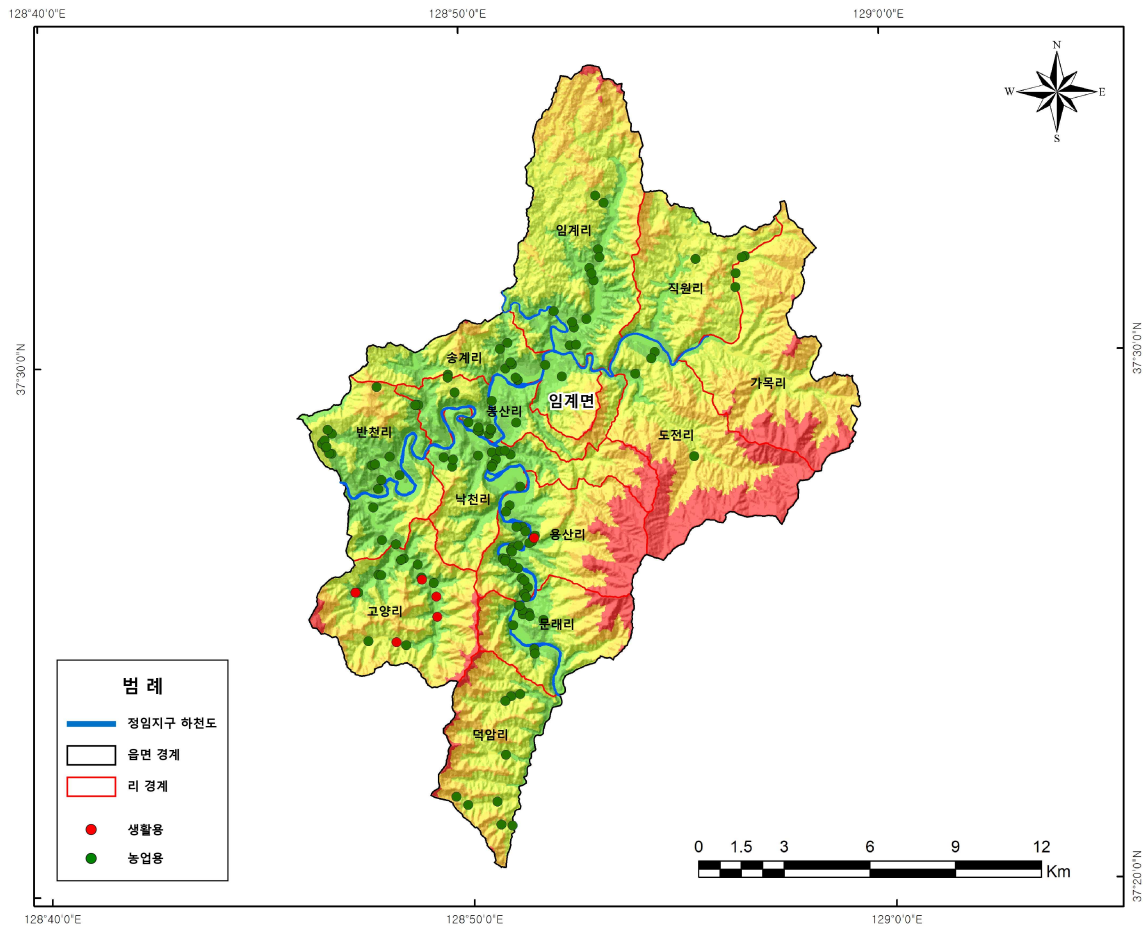 128°40'0"E
128°50'0"E
129°0'0"E
N
W
E
S
임계리
직원리
37°30'0"N
37°30'0"N
송계리
가목리
임계면
봉산리
반천리
도전리
낙천리
용산리
고양리
문래리
덕암리
범 례
정임지구 하천도
읍면 경계
리 경계
생활용
농업용
0 1.5 3 6 9 12
Km
37°20'0"N
128°40'0"E
128°50'0"E
129°0'0"E